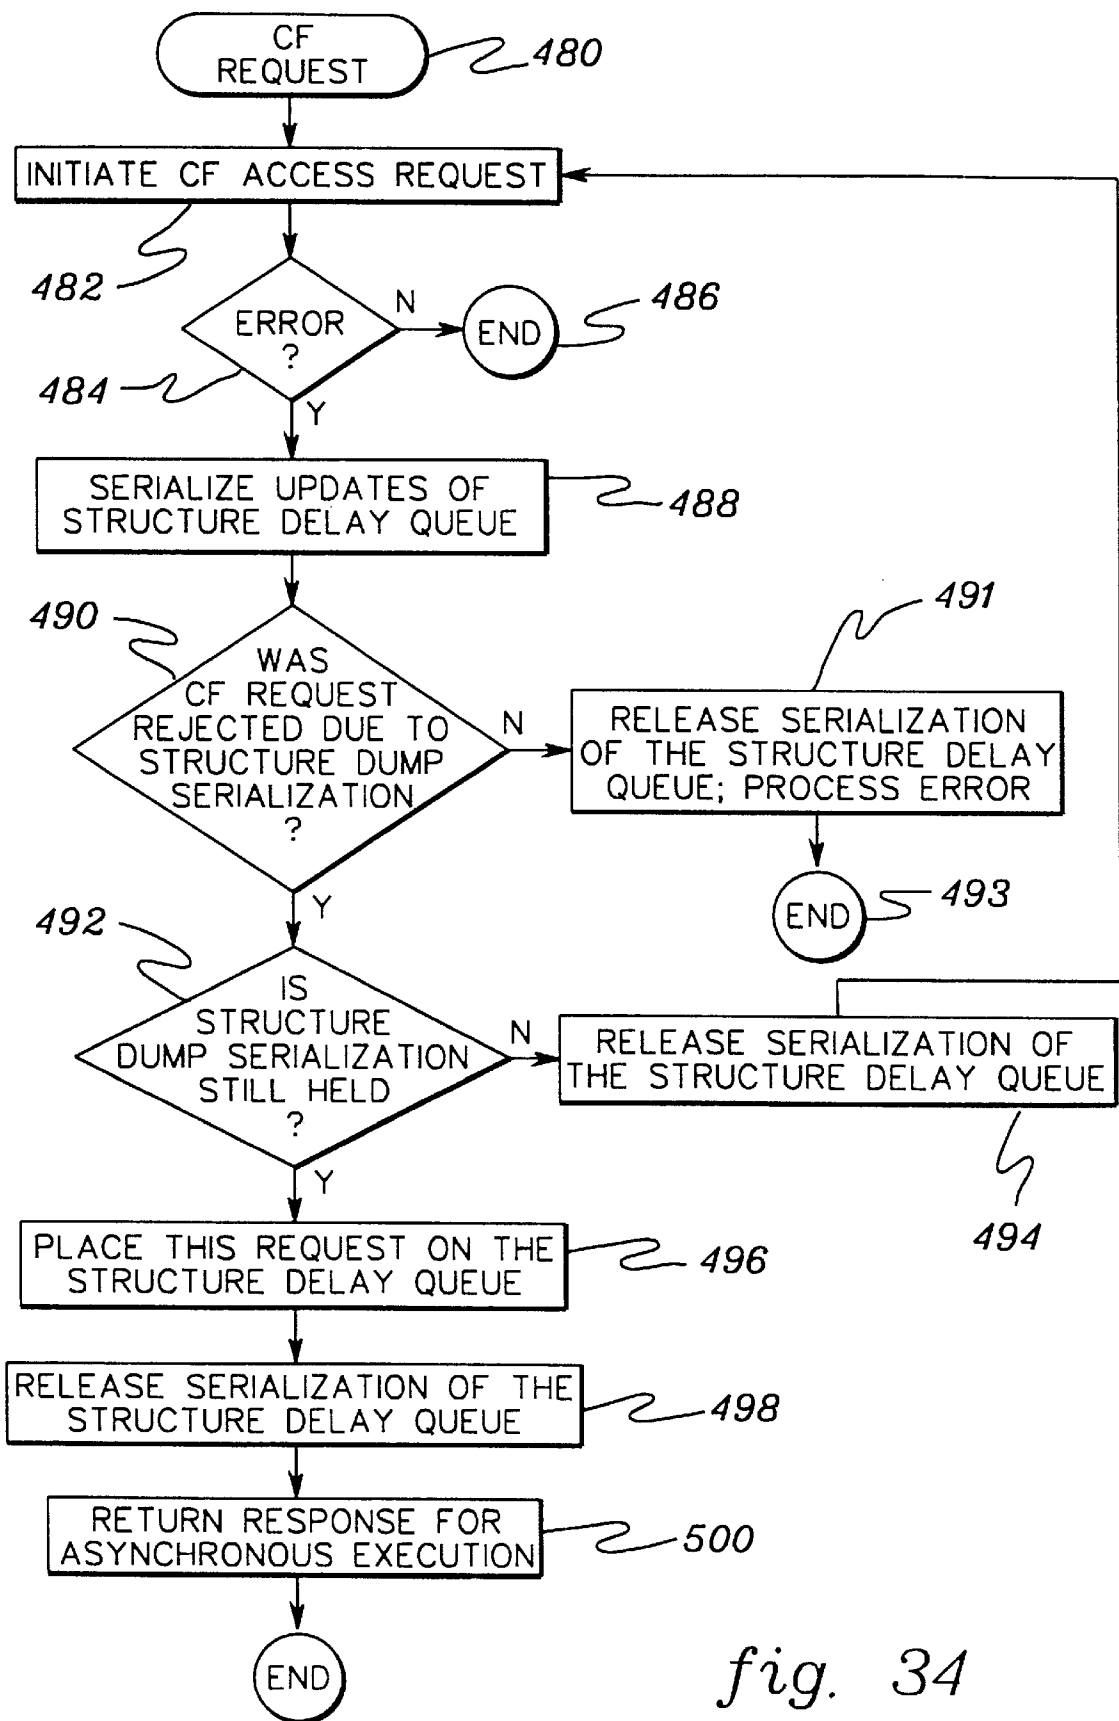 CF
REQUEST
480
INITIATE CF ACCESS REQUEST
482
ERROR
?
N
END
486
484
Y
SERIALIZE UPDATES OF
STRUCTURE DELAY QUEUE
488
490
WAS
CF REQUEST
REJECTED DUE TO
STRUCTURE DUMP
SERIALIZATION
?
N
491
RELEASE SERIALIZATION
OF THE STRUCTURE DELAY
QUEUE; PROCESS ERROR
Y
END
493
492
IS
STRUCTURE
DUMP SERIALIZATION
STILL HELD
?
N
RELEASE SERIALIZATION OF
THE STRUCTURE DELAY QUEUE
494
Y
PLACE THIS REQUEST ON THE
STRUCTURE DELAY QUEUE
496
RELEASE SERIALIZATION OF THE
STRUCTURE DELAY QUEUE
498
RETURN RESPONSE FOR
ASYNCHRONOUS EXECUTION
500
END
fig. 34